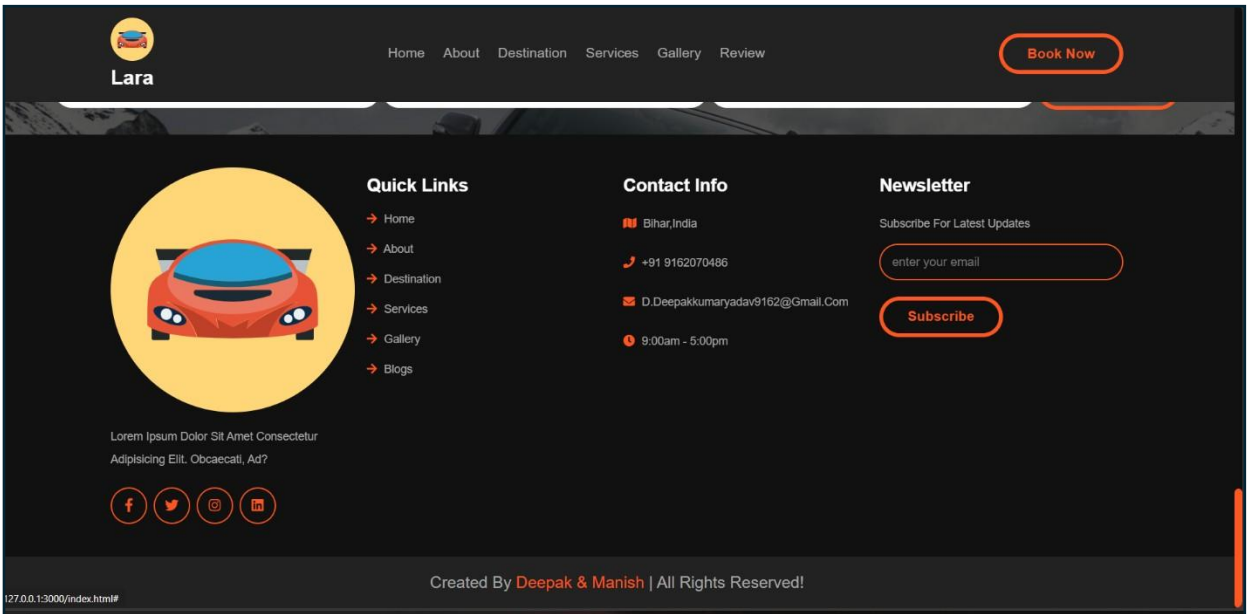 Lara
Home About Destination Services Gallery Review
Book Now
Quick Links
Home
About
Destination
Services
Gallery
Blogs
Contact Info
Bihar,India
+91 9162070486
D.Deepakkumaryadav9162@Gmail.Com
9:00am - 5:00pm
Newsletter
Subscribe For Latest Updates
enter your email
Subscribe
Lorem Ipsum Dolor Sit Amet Consectetur
Adipisicing Elit. Obcaecati, Ad?
Created By Deepak & Manish | All Rights Reserved!
127.0.0.1:3000/index.html#